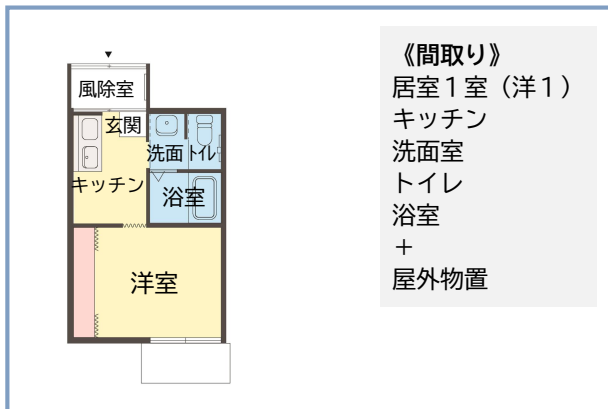 風除室
玄関
洗面 トイレ
キッチン
浴室
洋室
《間取り》
居室１室（洋１）
キッチン
洗面室
トイレ
浴室
＋
屋外物置